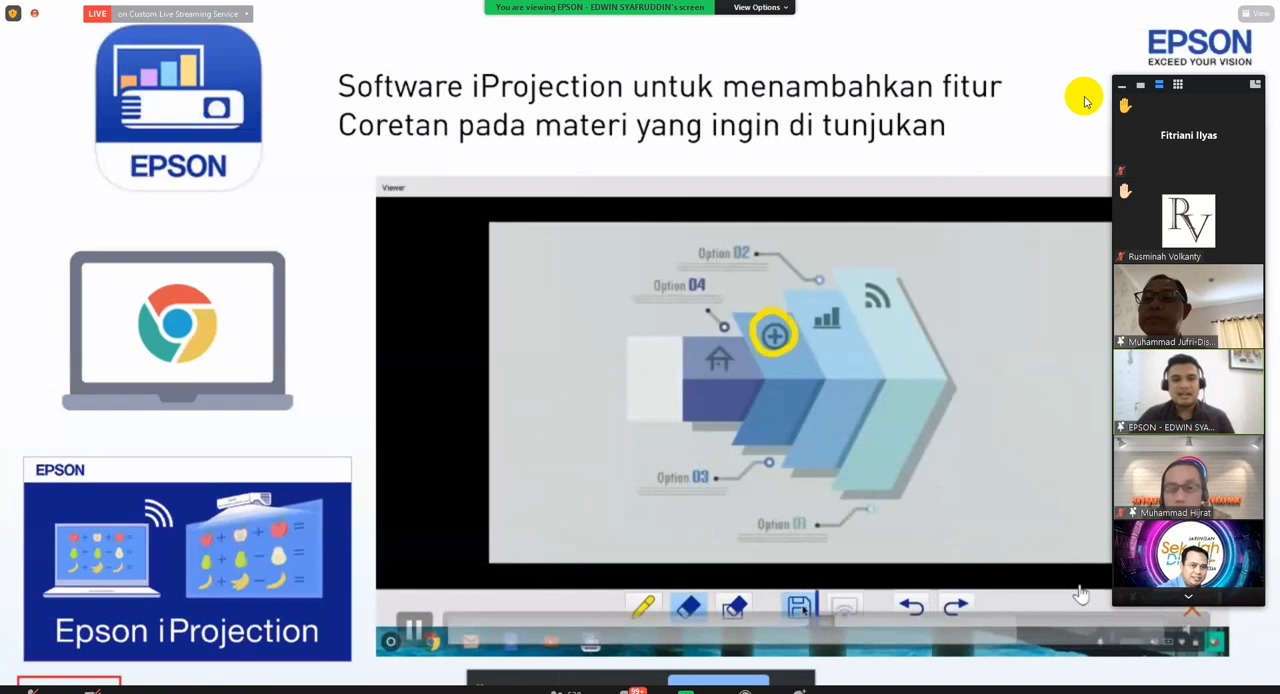 LIVE on Custom Live Streaming Service
You are viewing EPSON - EDWIN SYAFRUDDIN's screen
View Options
View
EPSON
EXCEED YOUR VISION
EPSON
Software iProjection untuk menambahkan fitur
Coretan pada materi yang ingin di tunjukan
Viewer
Option 02
Option 04
Option 03
Option 01
EPSON
Epson iProjection
Fitriani Ilyas
RV
Rusminah Volkanty
Muhammad Jufri-Dis...
EPSON - EDWIN SYA...
Muhammad Hijrat
JARINGAN
99+